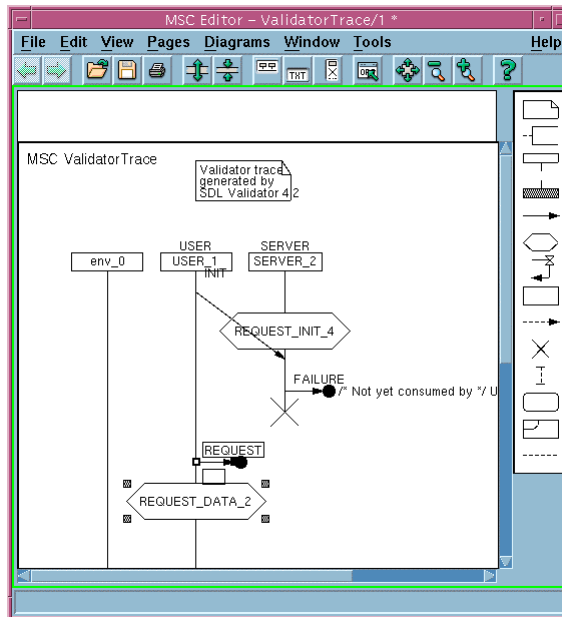 MSC Editor – ValidatorTrace/1 *
File Edit View Pages Diagrams Window Tools Help
TXT
MSC ValidatorTrace
Validator trace
generated by
SDL Validator 4.2
USER SERVER
env_0 USER_1 SERVER_2
INIT
REQUEST_INIT_4
FAILURE
/* Not yet consumed by */ U
REQUEST
REQUEST_DATA_2